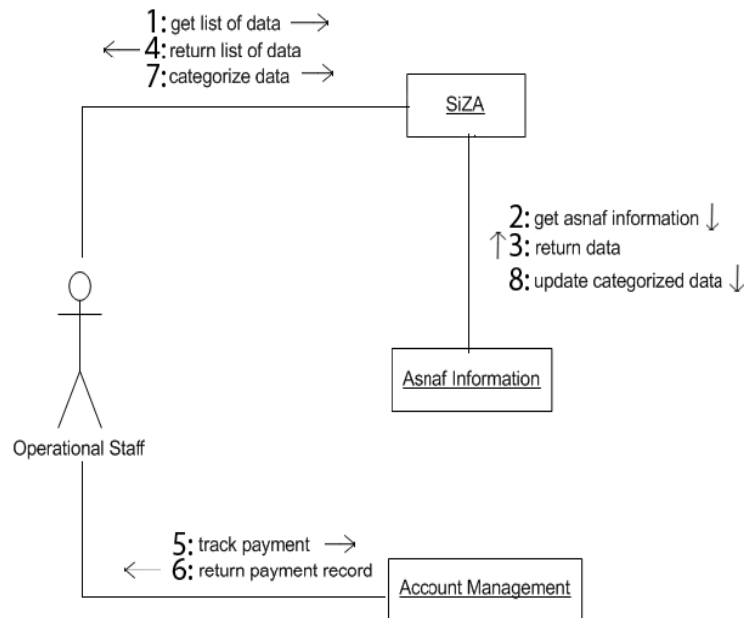 1: get list of data
4: return list of data
7: categorize data
SiZA
2: get asnaf information
3: return data
8: update categorized data
Asnaf Information
Operational Staff
5: track payment
6: return payment record
Account Management